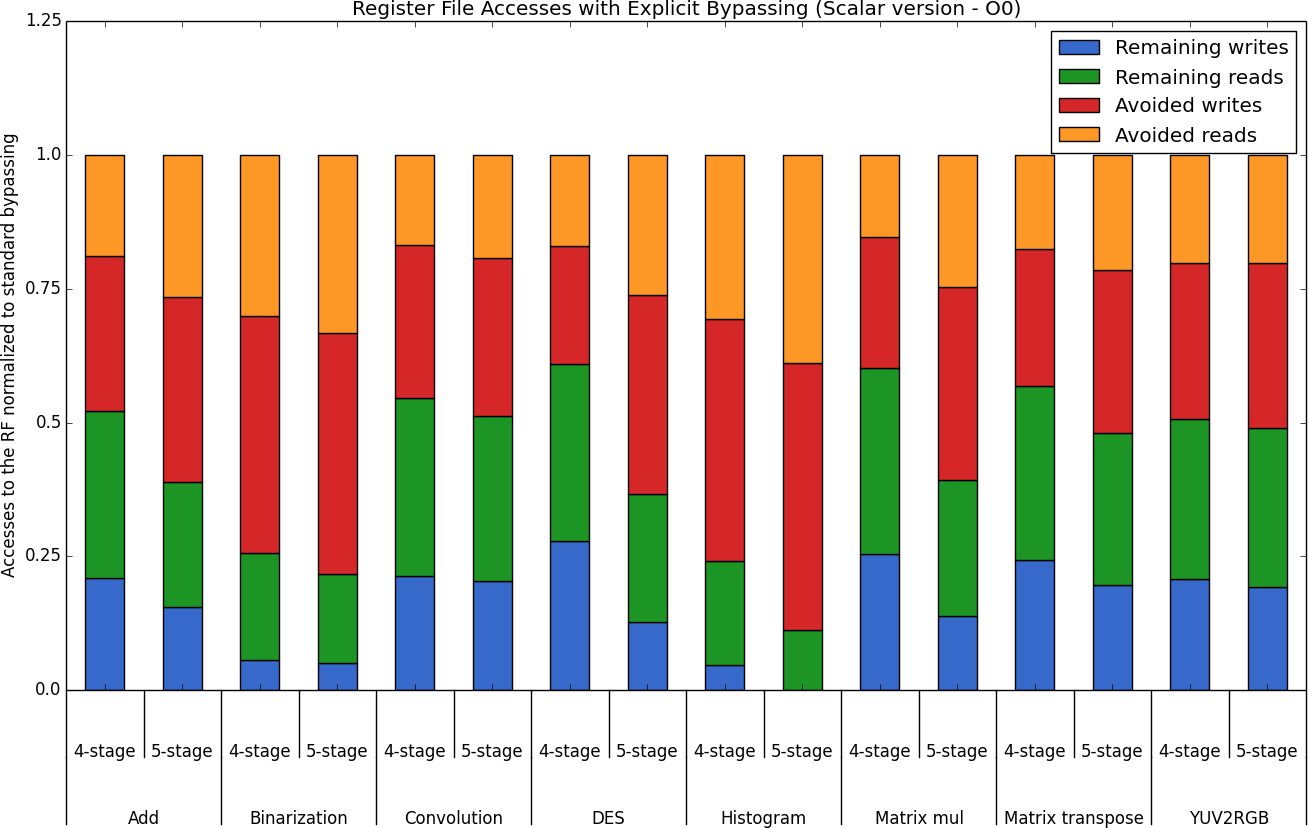 Register File Accesses with Explicit Bypassing (Scalar version - O0)
Accesses to the RF normalized to standard bypassing
1.25
1.0
0.75
0.5
0.25
0.0
Remaining writes
Remaining reads
Avoided writes
Avoided reads
4-stage 5-stage 4-stage 5-stage 4-stage 5-stage 4-stage 5-stage 4-stage 5-stage 4-stage 5-stage 4-stage 5-stage 4-stage 5-stage
Add Binarization Convolution DES Histogram Matrix mul Matrix transpose YUV2RGB